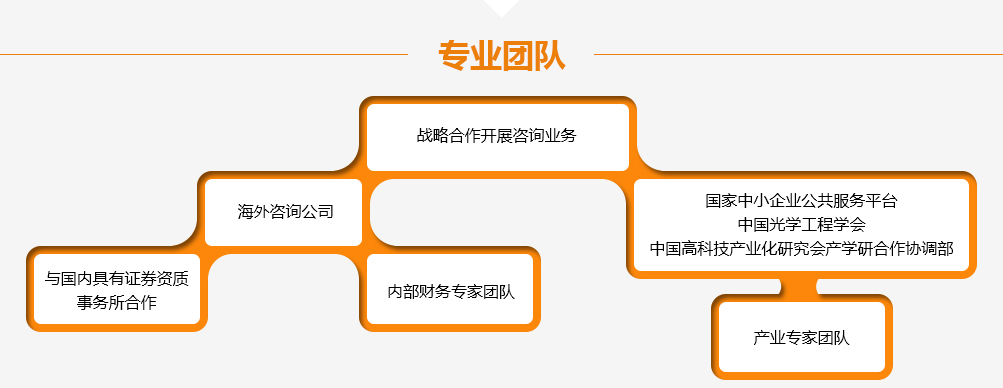 专业团队
战略合作开展咨询业务
海外咨询公司
国家中小企业公共服务平台
中国光学工程学会
中国高科技产业化研究会产学研合作协调部
与国内具有证券资质
事务所合作
内部财务专家团队
产业专家团队